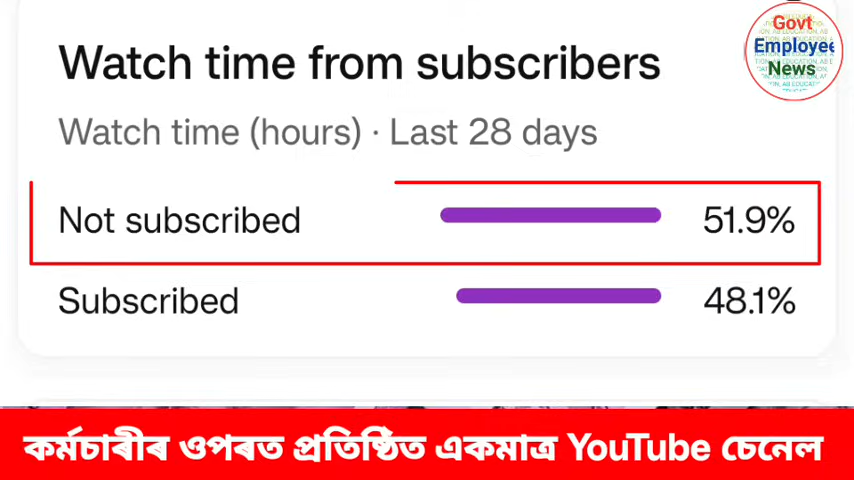 Govt
Employee
News
Watch time from subscribers
Watch time (hours) · Last 28 days
Not subscribed 51.9%
Subscribed 48.1%
কৰ্মচাৰীৰ ওপৰত প্ৰতিষ্ঠিত একমাত্ৰ YouTube চেনেল